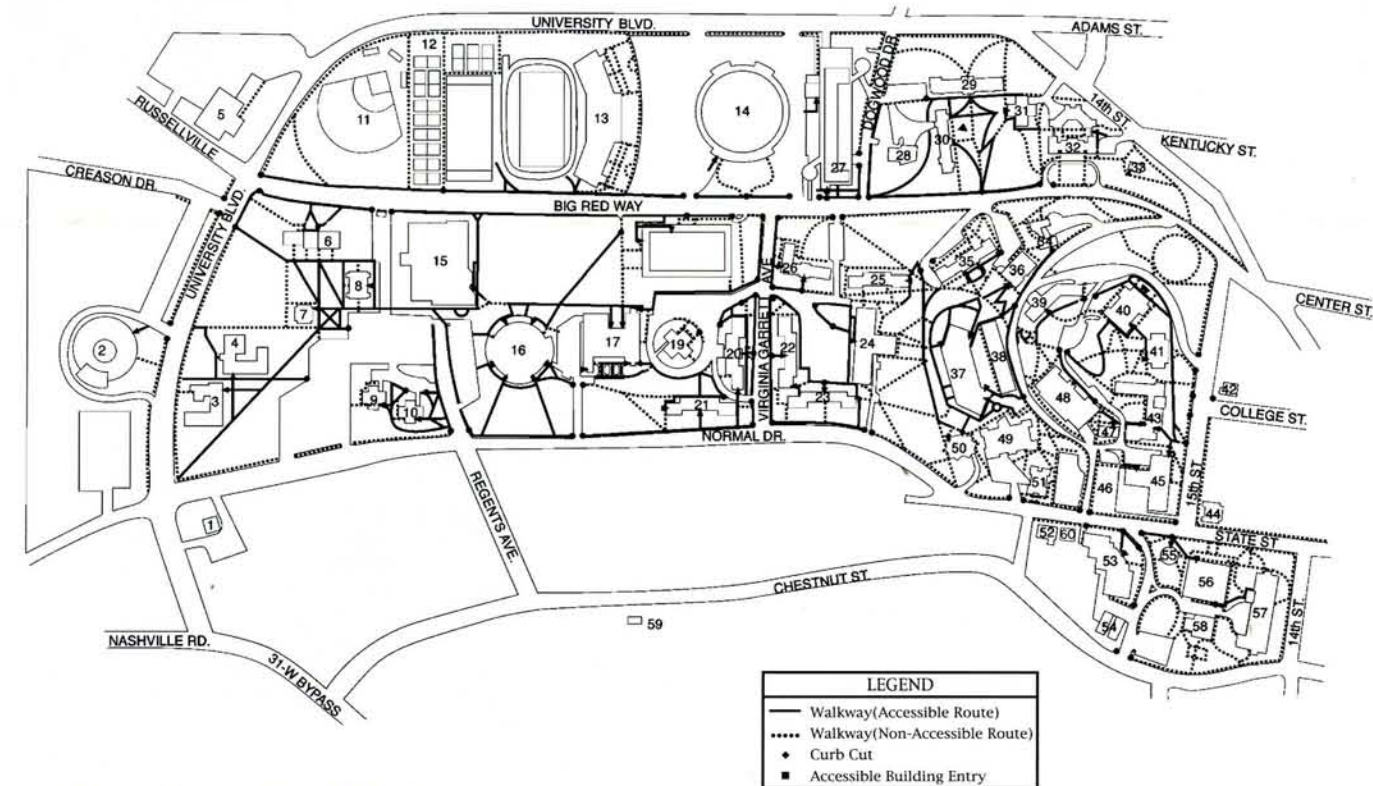 UNIVERSITY BLVD.
ADAMS ST.
12
29
5
11
13
14
14th ST.
31
RUSSELLVILLE
DOGWOOD DR.
30
32
KENTUCKY ST.
28
27
33
CREASON DR.
BIG RED WAY
UNIVERSITY BLVD.
6
34
15
35
26
36
8
25
7
39
CENTER ST.
40
2
4
16
17
19
20
22
24
38
41
VIRGINIA GARRETT AVE
37
3
9
10
21
23
48
42
COLLEGE ST.
43
47
NORMAL DR.
49
50
51
46
45
15th ST.
REGENTS AVE.
1
44
52
60
STATE ST
53
55
56
CHESTNUT ST.
57
14th ST.
59
54
58
NASHVILLE RD.
31-W BYPASS
LEGEND
Walkway(Accessible Route)
Walkway(Non-Accessible Route)
Curb Cut
Accessible Building Entry